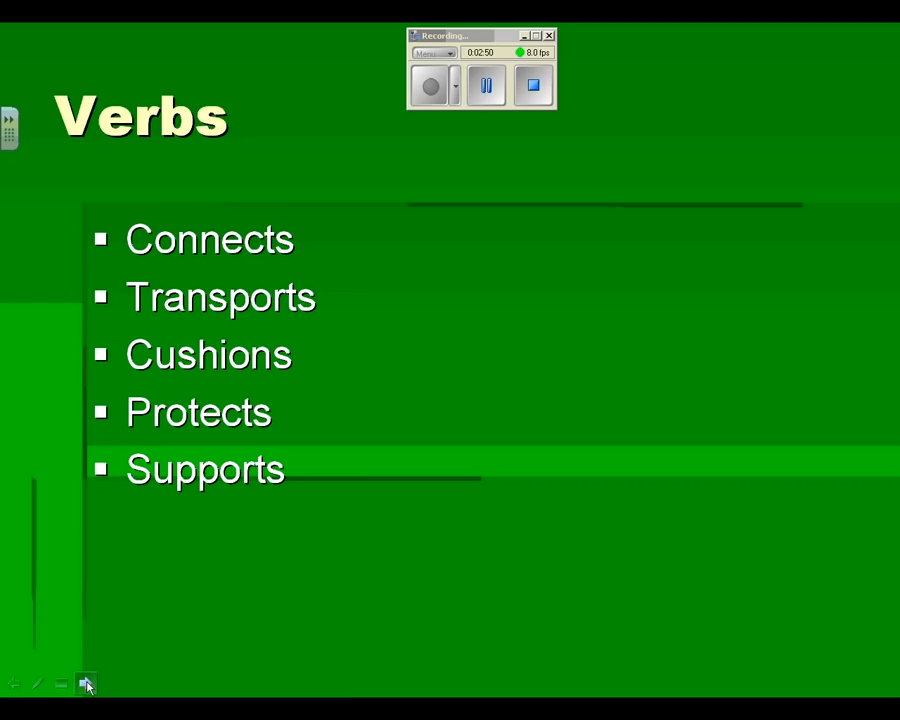 Recording...
Menu
0:02:50
8.0 fps
Verbs
Connects
Transports
Cushions
Protects
Supports